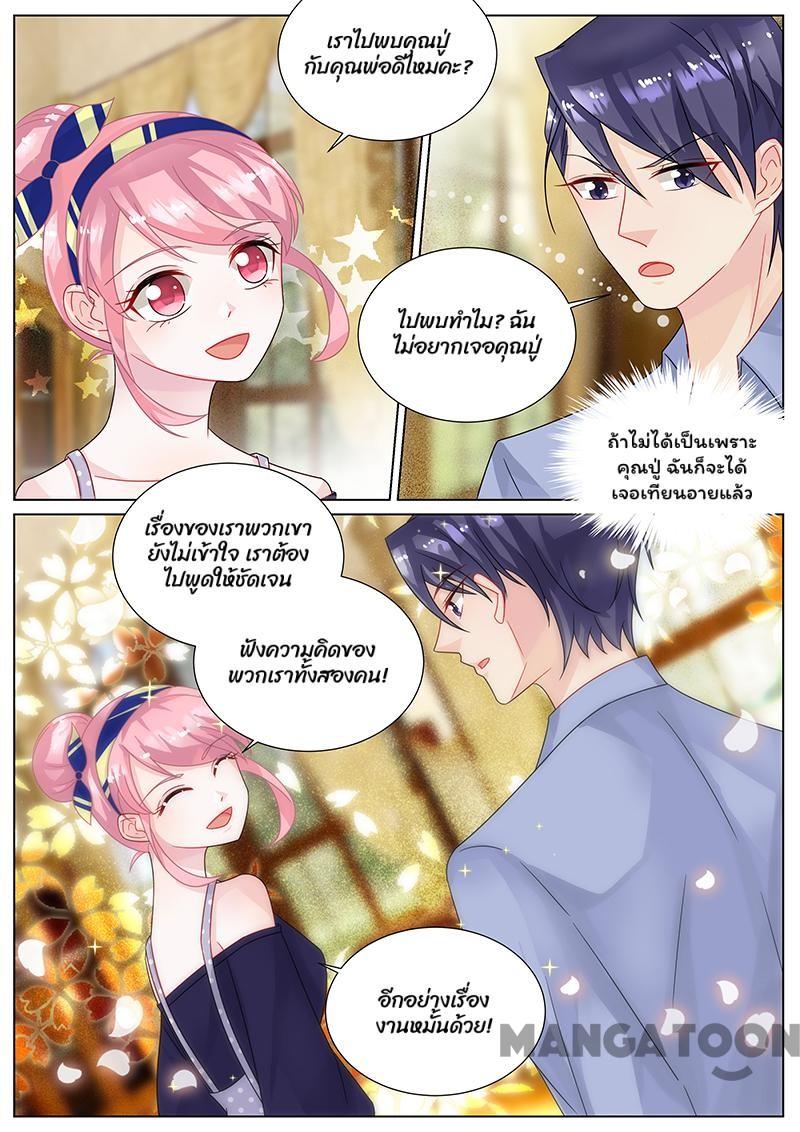 เราไปพบคุณปู่
กับคุณพ่อดีไหมคะ?
ไปพบทำไม? ฉัน
ไม่อยากเจอคุณปู่
ถ้าไม่ได้เป็นเพราะ
คุณปู่ ฉันก็จะได้
เจอเทียนอายแล้ว
เรื่องของเราพวกเขา
ยังไม่เข้าใจ เราต้อง
ไปพูดให้ชัดเจน
ฟังความคิดของ
พวกเราทั้งสองคน!
อีกอย่างเรื่อง
งานหมั้นด้วย!
MANGATOON